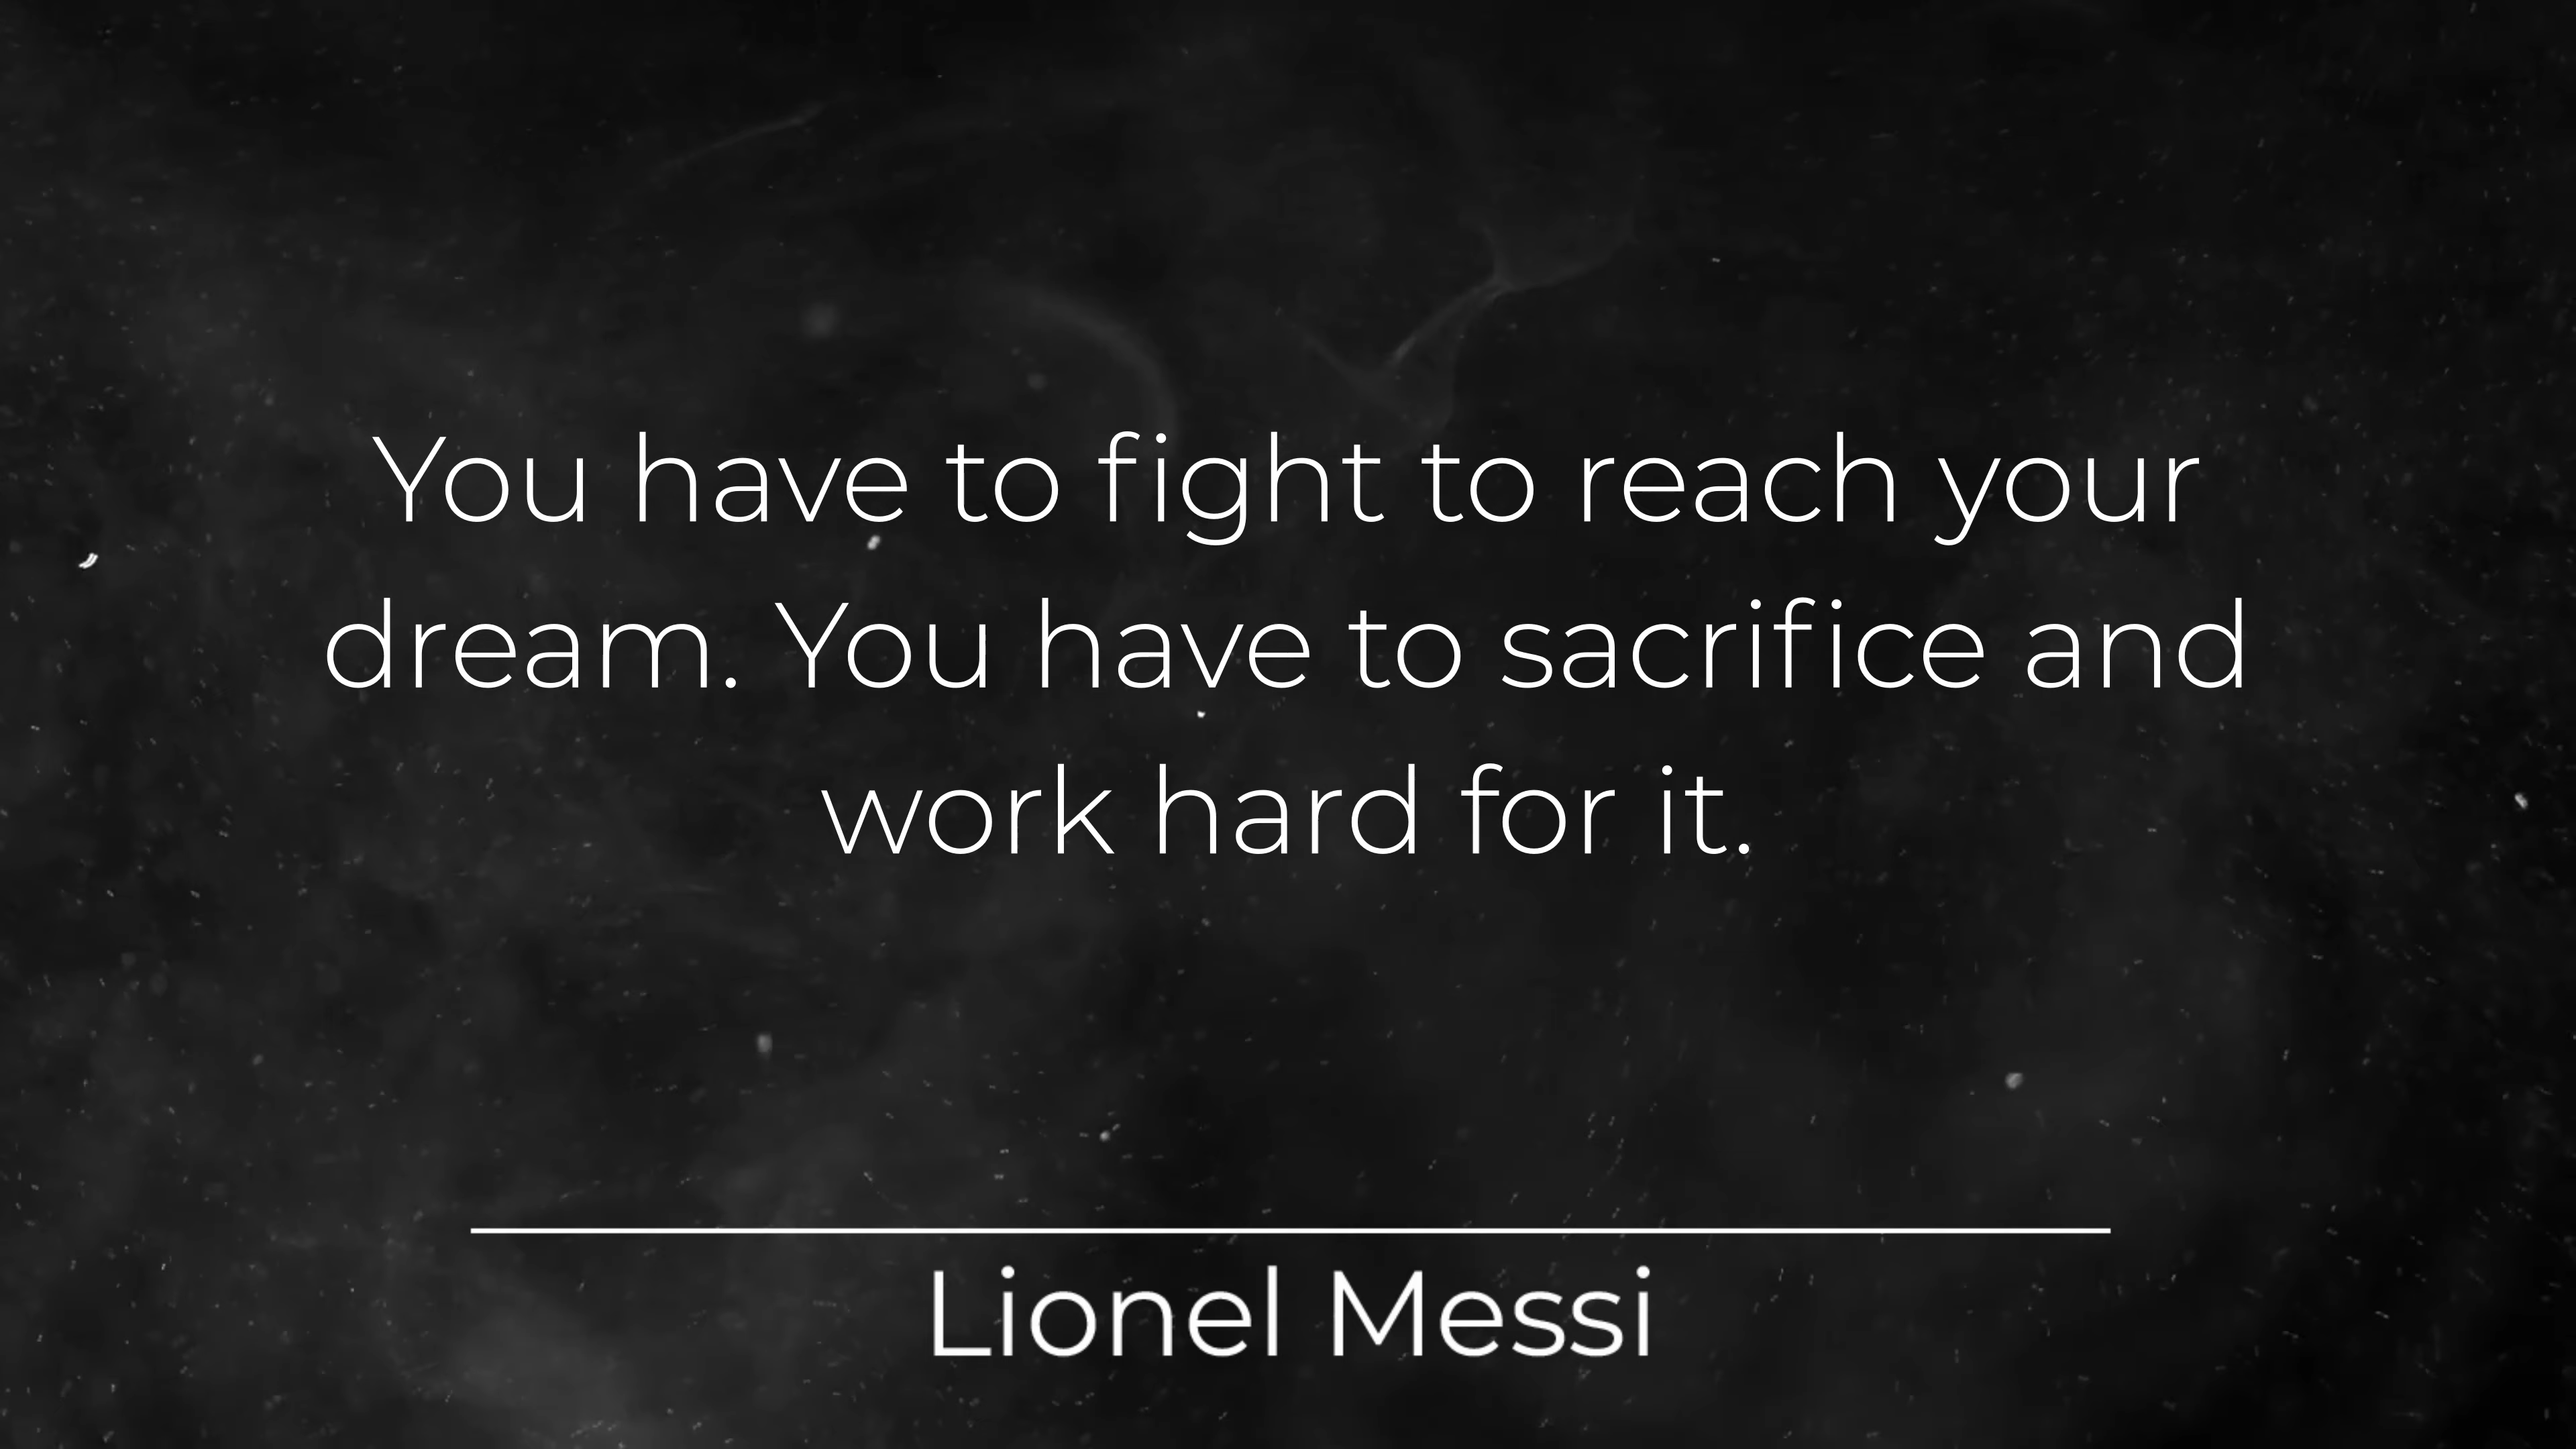 You have to fight to reach your
dream. You have to sacrifice and
work hard for it.
Lionel Messi